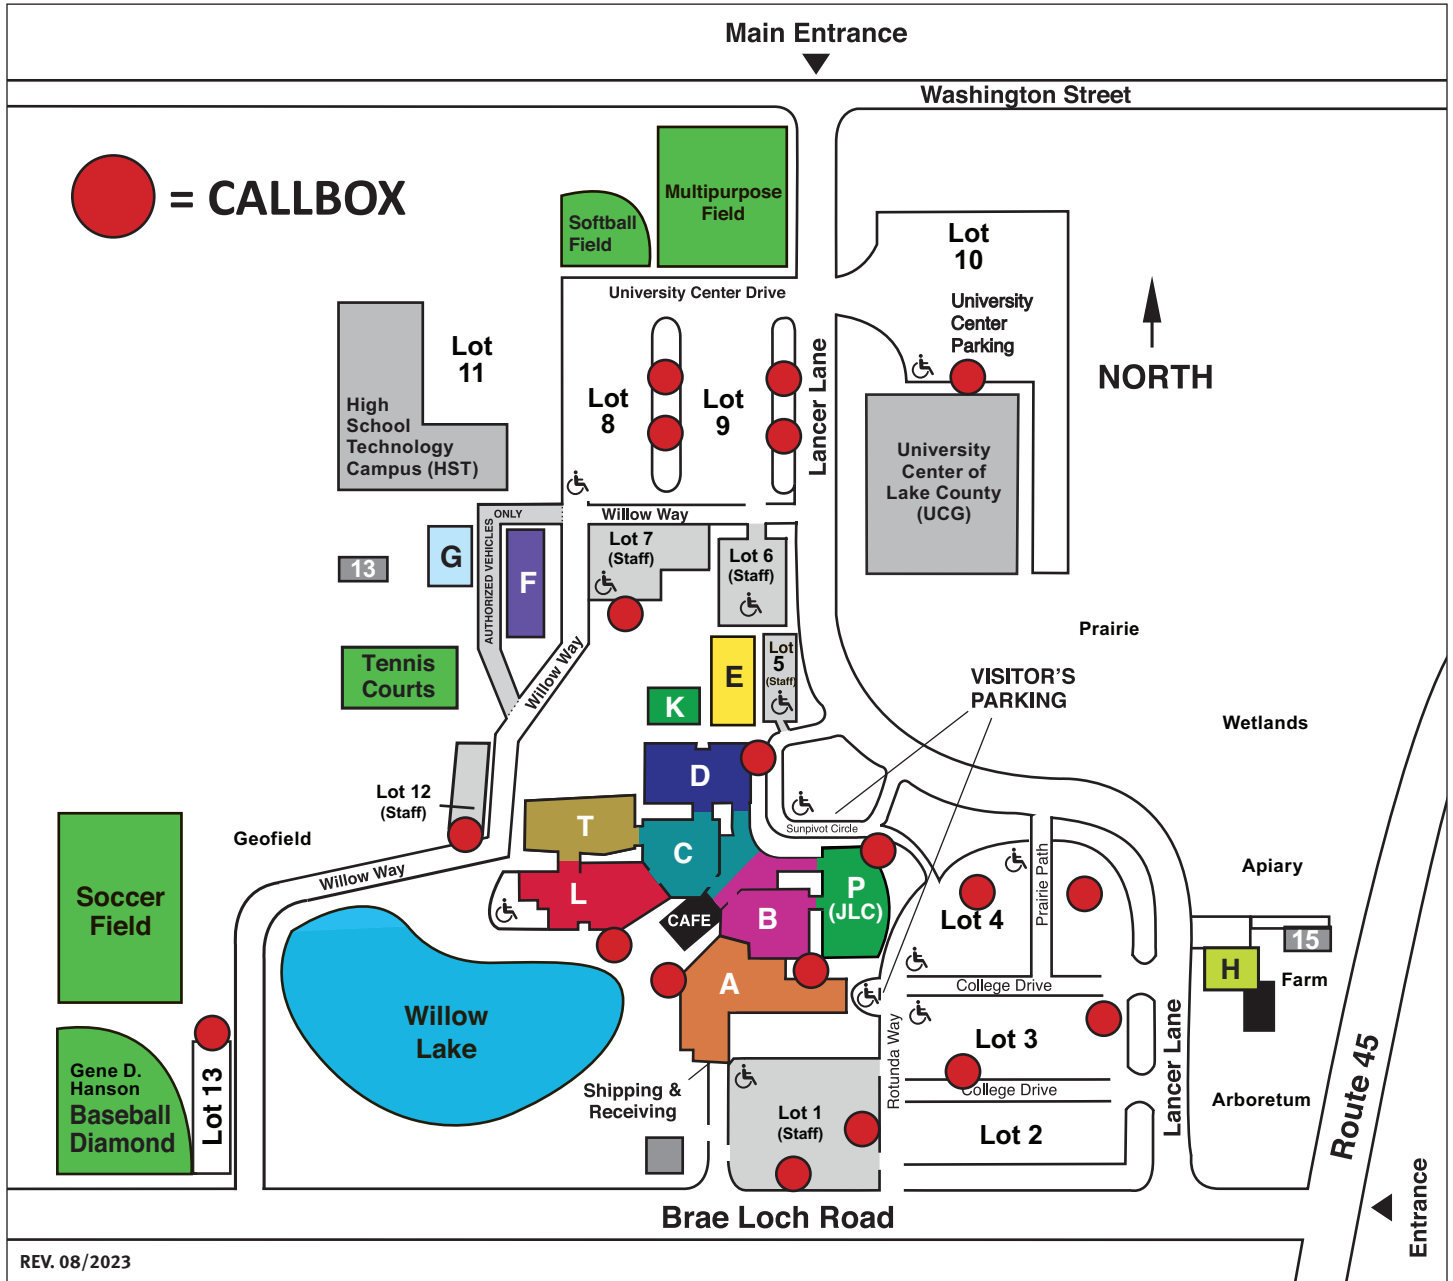 Main Entrance
Washington Street
= CALLBOX
Multipurpose
Field
Softball
Field
University Center Drive
Lot
10
University
Center
Parking
NORTH
Lot
11
High
School
Technology
Campus (HST)
Lot
8
Lot
9
Lancer Lane
University
Center of
Lake County
(UCG)
ONLY
AUTHORIZED VEHICLES
Willow Way
Lot 7
(Staff)
Lot 6
(Staff)
G
F
13
Tennis
Courts
Willow Way
E
Lot
5
(Staff)
K
Prairie
VISITOR'S
PARKING
Wetlands
D
Lot 12
(Staff)
Sunpivot Circle
T
C
Geofield
Willow Way
L
CAFE
B
P
(JLC)
Lot 4
Prairie Path
Apiary
15
H
Farm
Soccer
Field
A
College Drive
Willow
Lake
Rotunda Way
Lot 3
College Drive
Lancer Lane
Arboretum
Route 45
Gene D.
Hanson
Baseball
Diamond
Lot 13
Shipping &
Receiving
Lot 1
(Staff)
Lot 2
Brae Loch Road
Entrance
REV. 08/2023